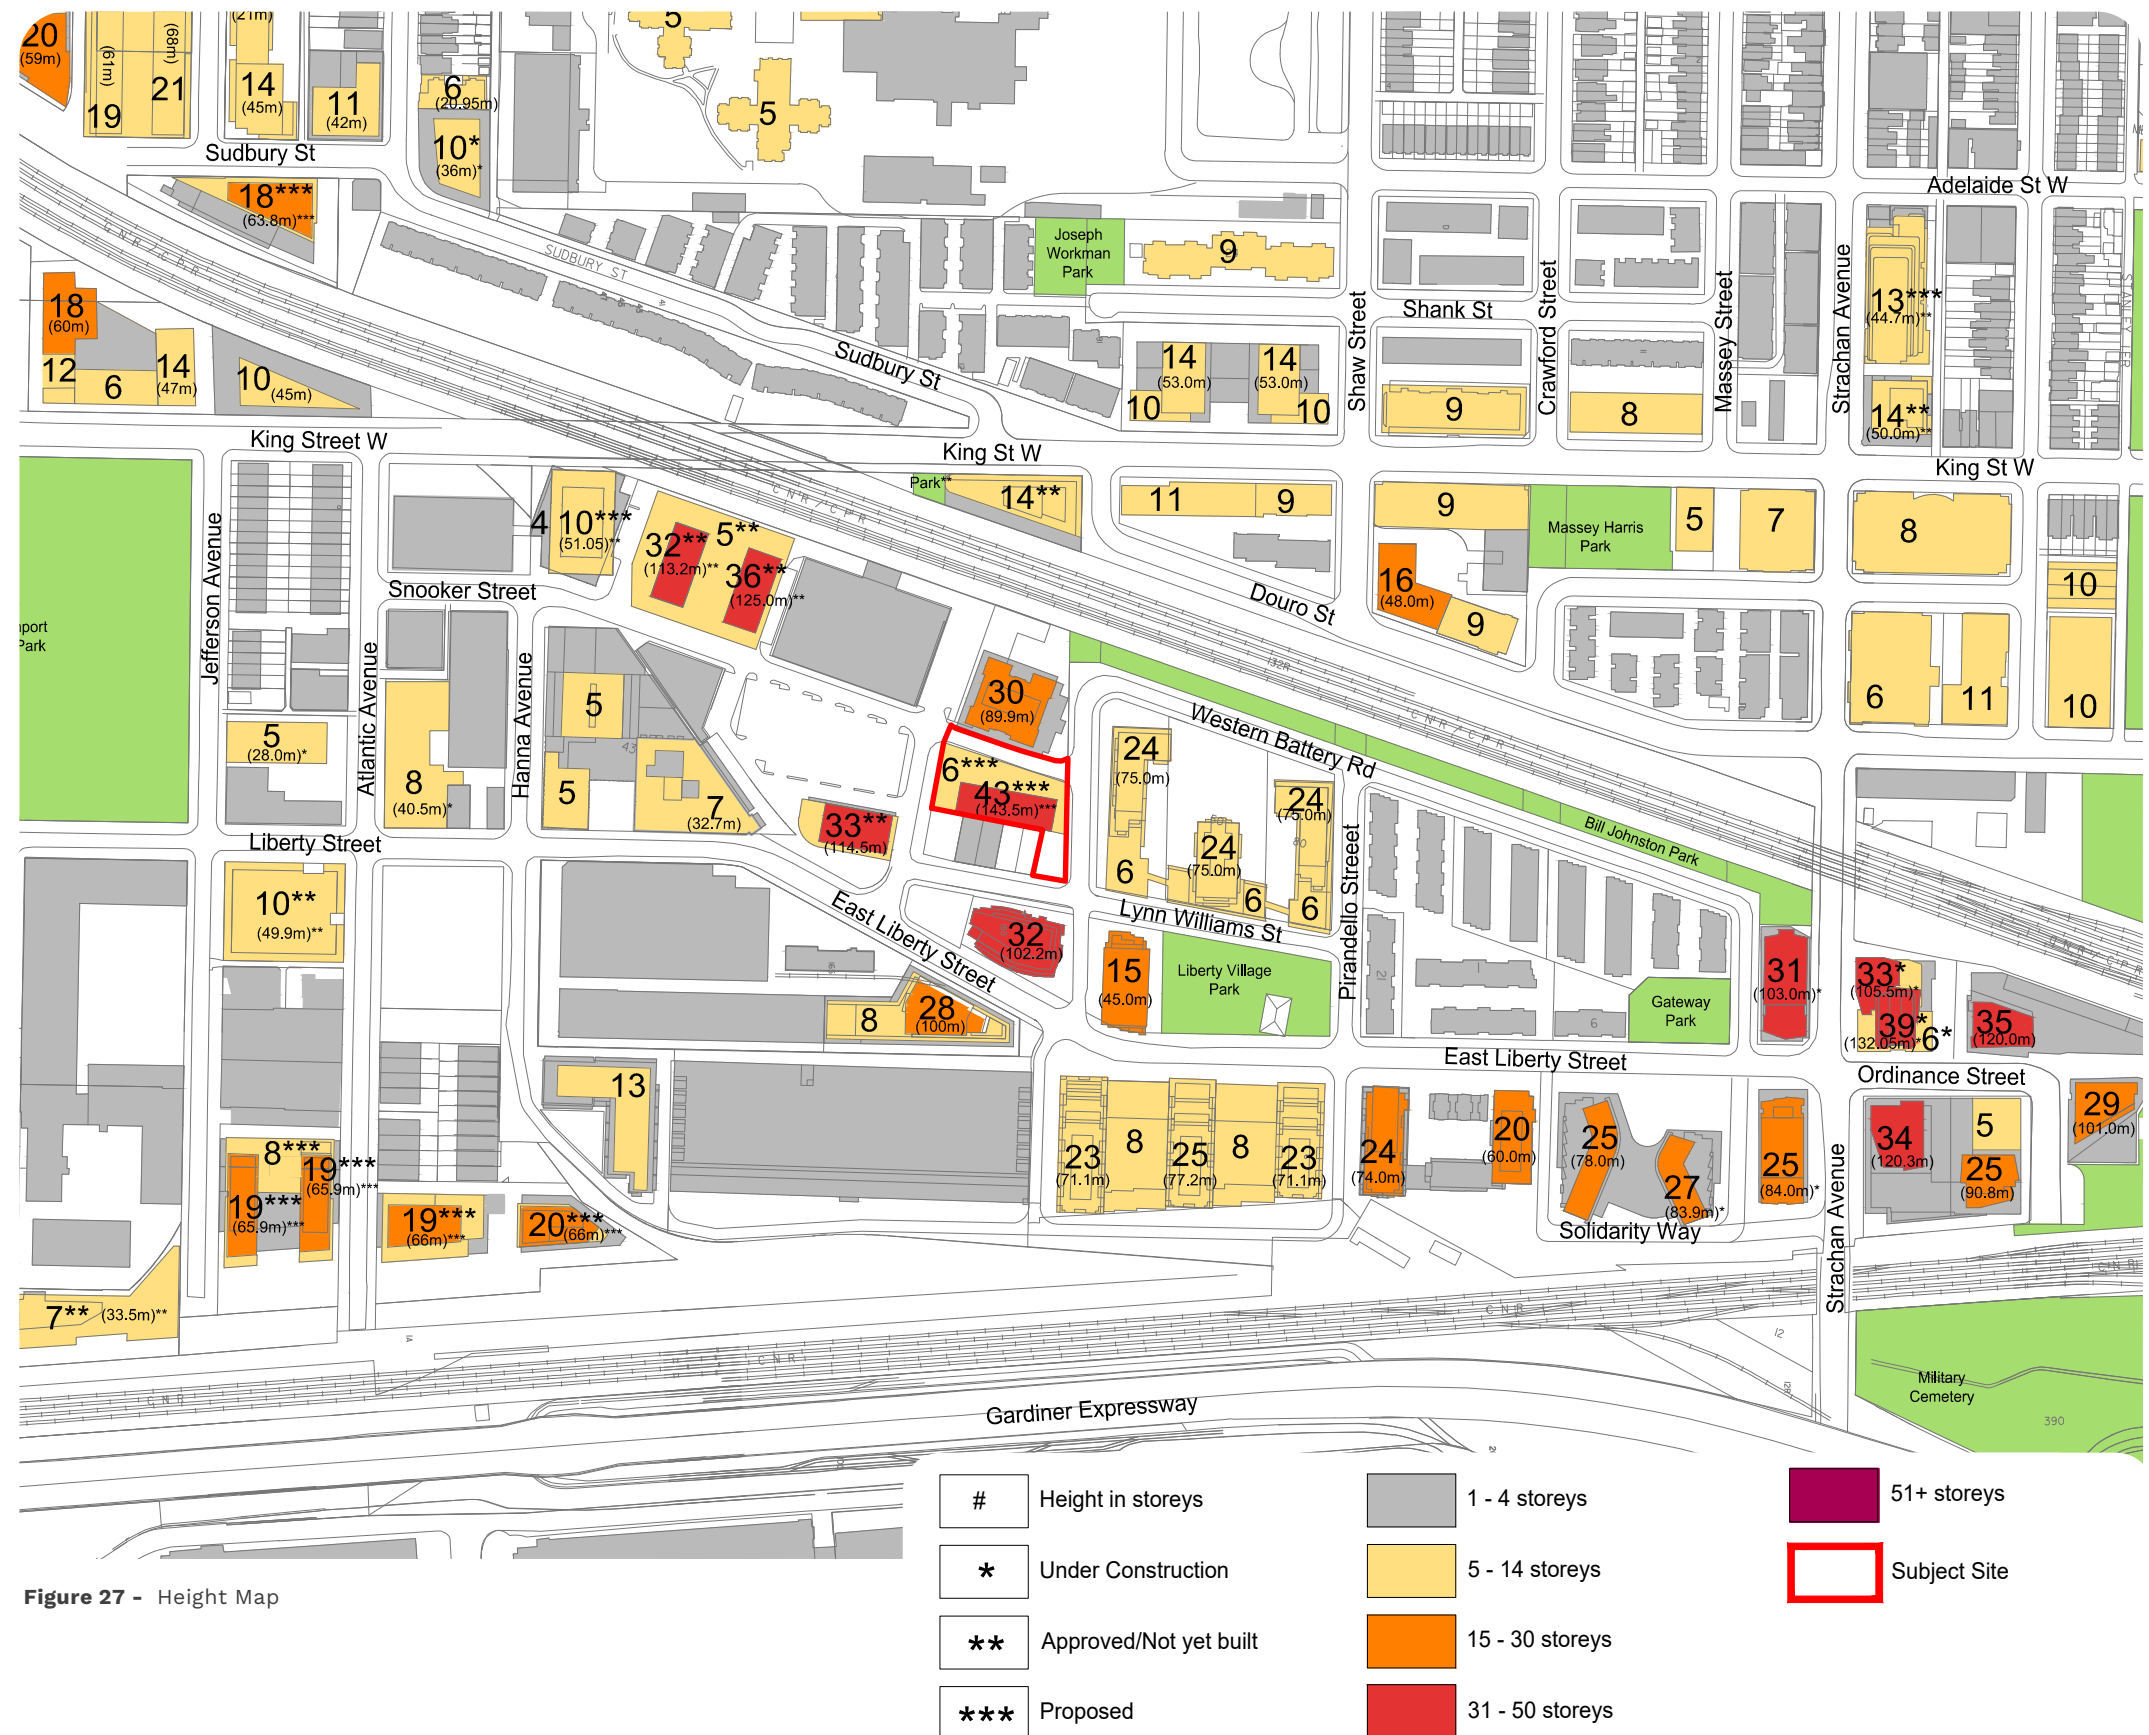 20
(59m)
(61m)
19
(68m)
21
(21m)
14
(45m)
11
(42m)
6
(20.95m)
10*
(36m)*
5
5
Sudbury St
18***
(63.8m)***
Adelaide St W
C N R / C P R
SUDBURY ST
Joseph
Workman
Park
9
18
(60m)
12
6
14
(47m)
10
(45m)
Sudbury St
Shaw Street
Shank St
Crawford Street
Massey Street
Strachan Avenue
13***
(44.7m)**
14
(53.0m)
14
(53.0m)
10
10
9
8
14**
(50.0m)**
King Street W
King St W
King St W
4
10***
(51.05)**
32**
(113.2m)**
5**
36**
(125.0m)**
C N R / C P R
Park**
14**
11
9
9
Massey Harris
Park
5
7
8
10
Jefferson Avenue
Snooker Street
Douro St
16
(48.0m)
9
port
Park
Atlantic Avenue
Hanna Avenue
5
30
(89.9m)
132R
C N R / C P R
6
11
10
5
(28.0m)*
8
(40.5m)*
5
43
7
(32.7m)
6***
43***
(143.5m)***
Western Battery Rd
24
(75.0m)
24
(75.0m)
24
(75.0m)
60
80
6
6
6
33**
(114.5m)
Bill Johnston Park
Liberty Street
Pirandello Streeet
10**
(49.9m)**
East Liberty Street
Lynn Williams St
32
(102.2m)
15
(45.0m)
Liberty Village
Park
Gateway
Park
6
31
(103.0m)*
33*
(105.5m)*
39*
(132.05m)*
6*
35
(120.0m)
C N R / C P R
8
28
(100m)
East Liberty Street
Ordinance Street
13
23
(71.1m)
8
25
(77.2m)
8
23
(71.1m)
24
(74.0m)
20
(60.0m)
25
(78.0m)
27
(83.9m)*
25
(84.0m)*
34
(120.3m)
5
25
(90.8m)
29
(101.0m)
8***
19***
(65.9m)***
19***
(65.9m)***
19***
(66m)***
20***
(66m)***
Solidarity Way
Strachan Avenue
7**
(33.5m)**
C N R
C N R
C N R
C N R
12
Military
Cemetery
390
Gardiner Expressway
# Height in storeys
* Under Construction
** Approved/Not yet built
*** Proposed
1 - 4 storeys
5 - 14 storeys
15 - 30 storeys
31 - 50 storeys
51+ storeys
Subject Site
Figure 27 - Height Map